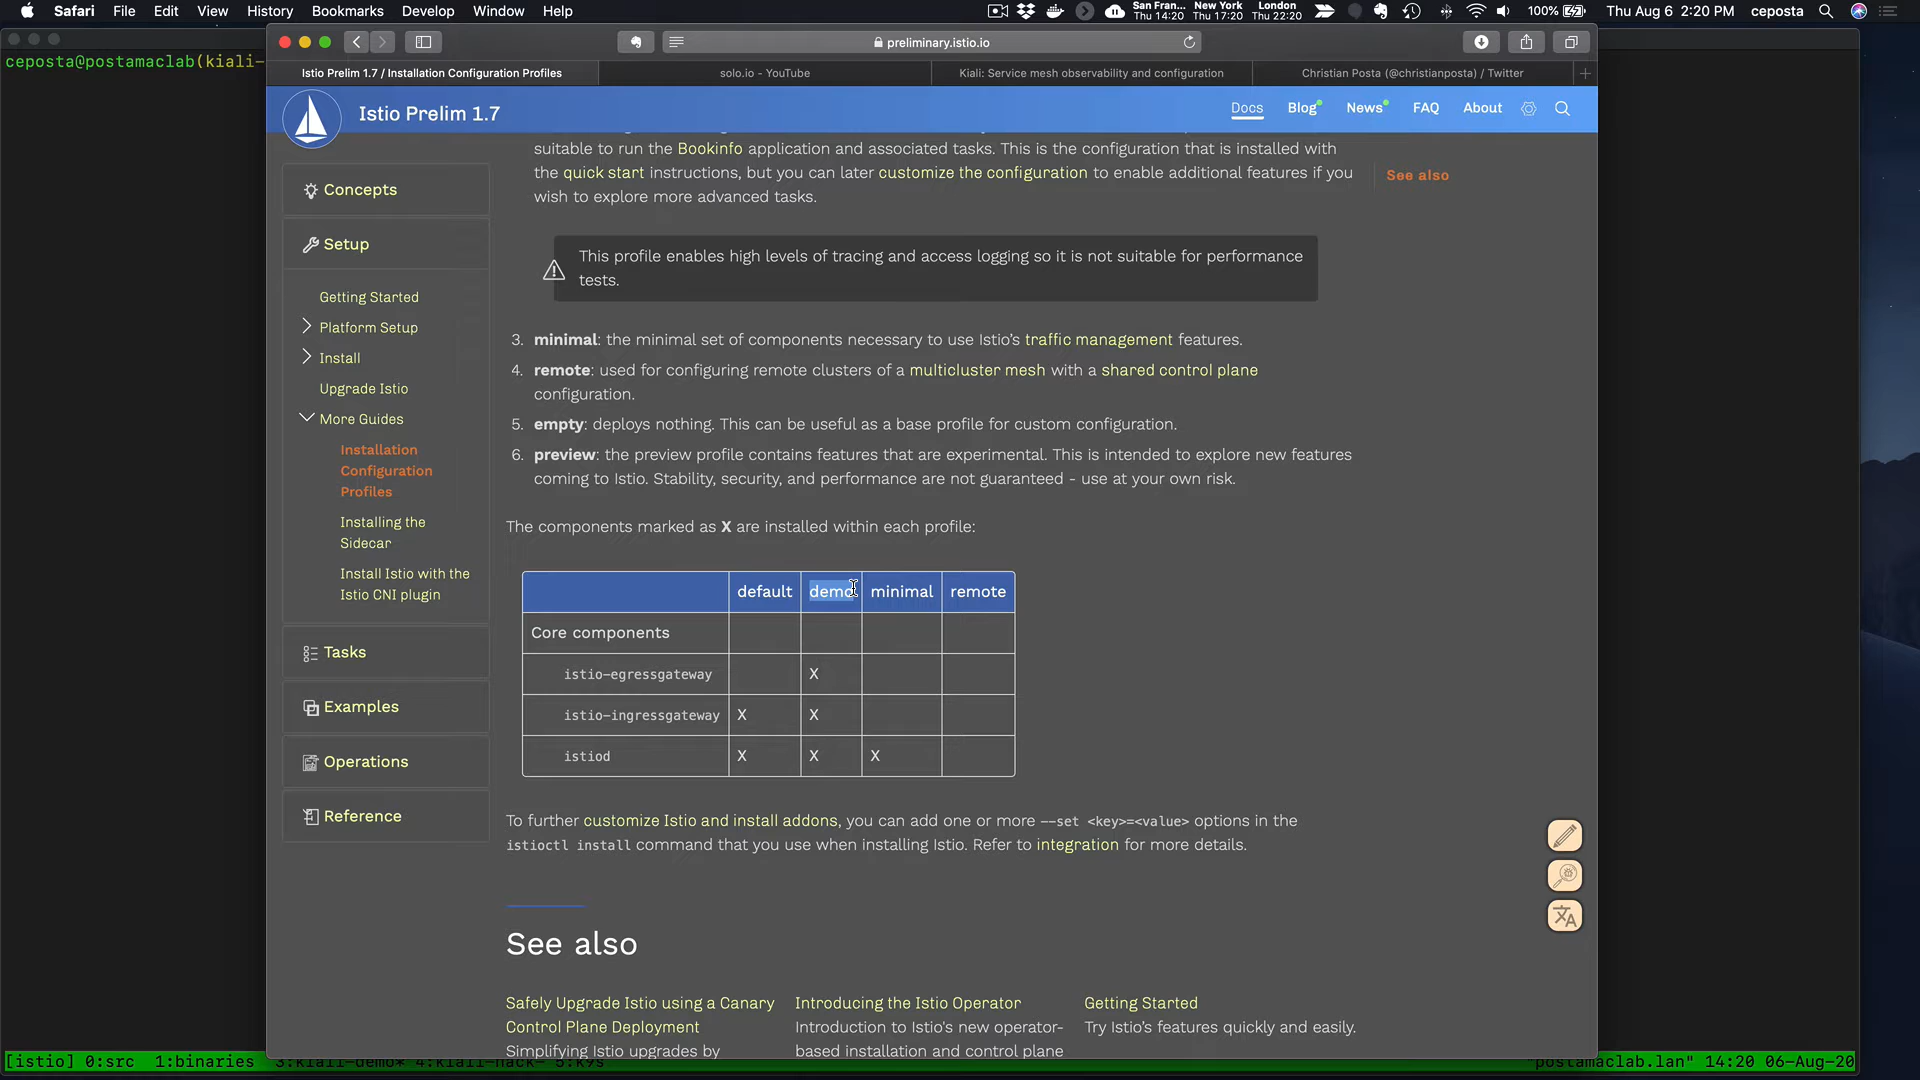 Safari File Edit View History Bookmarks Develop Window Help
San Fran... Thu 14:20 New York Thu 17:20 London Thu 22:20 100% Thu Aug 6 2:20 PM ceposta
preliminary.istio.io
Istio Prelim 1.7 / Installation Configuration Profiles
solo.io - YouTube
Kiali: Service mesh observability and configuration
Christian Posta (@christianposta) / Twitter
ceposta@postamaclab(kiali-
Istio Prelim 1.7
Docs Blog News FAQ About
Concepts
Setup
Getting Started
Platform Setup
Install
Upgrade Istio
More Guides
Installation
Configuration
Profiles
Installing the
Sidecar
Install Istio with the
Istio CNI plugin
Tasks
Examples
Operations
Reference
suitable to run the Bookinfo application and associated tasks. This is the configuration that is installed with
the quick start instructions, but you can later customize the configuration to enable additional features if you
wish to explore more advanced tasks.
See also
This profile enables high levels of tracing and access logging so it is not suitable for performance
tests.
3. minimal: the minimal set of components necessary to use Istio’s traffic management features.
4. remote: used for configuring remote clusters of a multicluster mesh with a shared control plane
configuration.
5. empty: deploys nothing. This can be useful as a base profile for custom configuration.
6. preview: the preview profile contains features that are experimental. This is intended to explore new features
coming to Istio. Stability, security, and performance are not guaranteed - use at your own risk.
The components marked as X are installed within each profile:
default demo minimal remote
Core components
istio-egressgateway X
istio-ingressgateway X X
istiod X X X
To further customize Istio and install addons, you can add one or more --set <key>=<value> options in the
istioctl install command that you use when installing Istio. Refer to integration for more details.
See also
Safely Upgrade Istio using a Canary
Control Plane Deployment
Simplifying Istio upgrades by
Introducing the Istio Operator
Introduction to Istio's new operator-
based installation and control plane
Getting Started
Try Istio’s features quickly and easily.
[istio] 0:src 1:binaries 3:kiali-demo* 4:kiali-hack- 5:k9s
"postamaclab.lan" 14:20 06-Aug-20